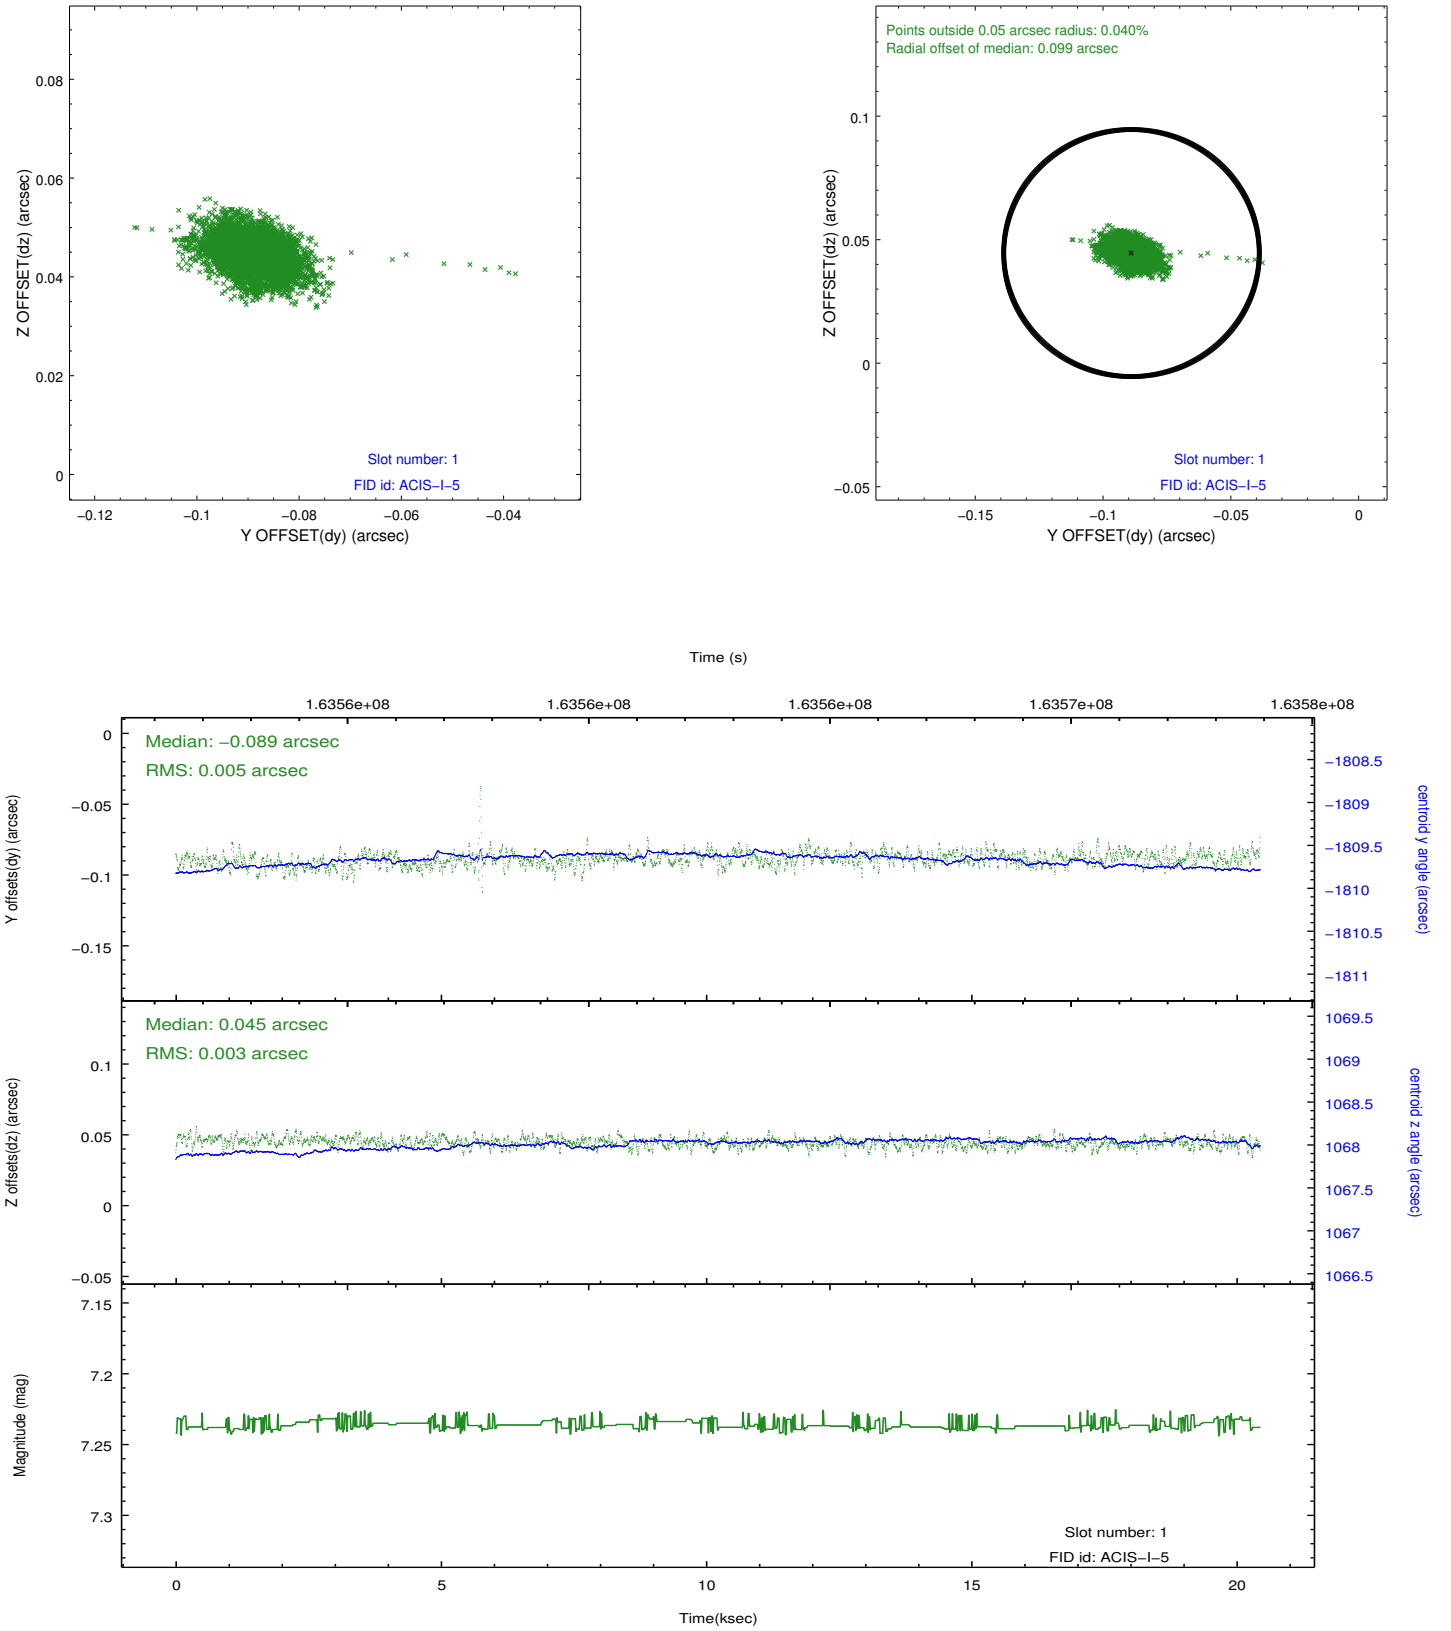 0.08
0.06
0.04
0.02
0
Z OFFSET(dz) (arcsec)
Slot number: 1
FID id: ACIS−I−5
−0.12
−0.1
−0.08
−0.06
−0.04
Y OFFSET(dy) (arcsec)
Points outside 0.05 arcsec radius: 0.040%
Radial offset of median: 0.099 arcsec
0.1
0.05
0
−0.05
Z OFFSET(dz) (arcsec)
Slot number: 1
FID id: ACIS−I−5
−0.15
−0.1
−0.05
0
Y OFFSET(dy) (arcsec)
Time (s)
1.6356e+08
1.6356e+08
1.6356e+08
1.6357e+08
1.6358e+08
Median: −0.089 arcsec
RMS: 0.005 arcsec
0
−0.05
−0.1
−0.15
Y offsets(dy) (arcsec)
−1808.5
−1809
−1809.5
−1810
−1810.5
−1811
centroid y angle (arcsec)
Median: 0.045 arcsec
RMS: 0.003 arcsec
0.1
0.05
0
−0.05
Z offsets(dz) (arcsec)
1069.5
1069
1068.5
1068
1067.5
1067
1066.5
centroid z angle (arcsec)
7.15
7.2
7.25
7.3
Magnitude (mag)
Slot number: 1
FID id: ACIS−I−5
0
5
10
15
20
Time(ksec)